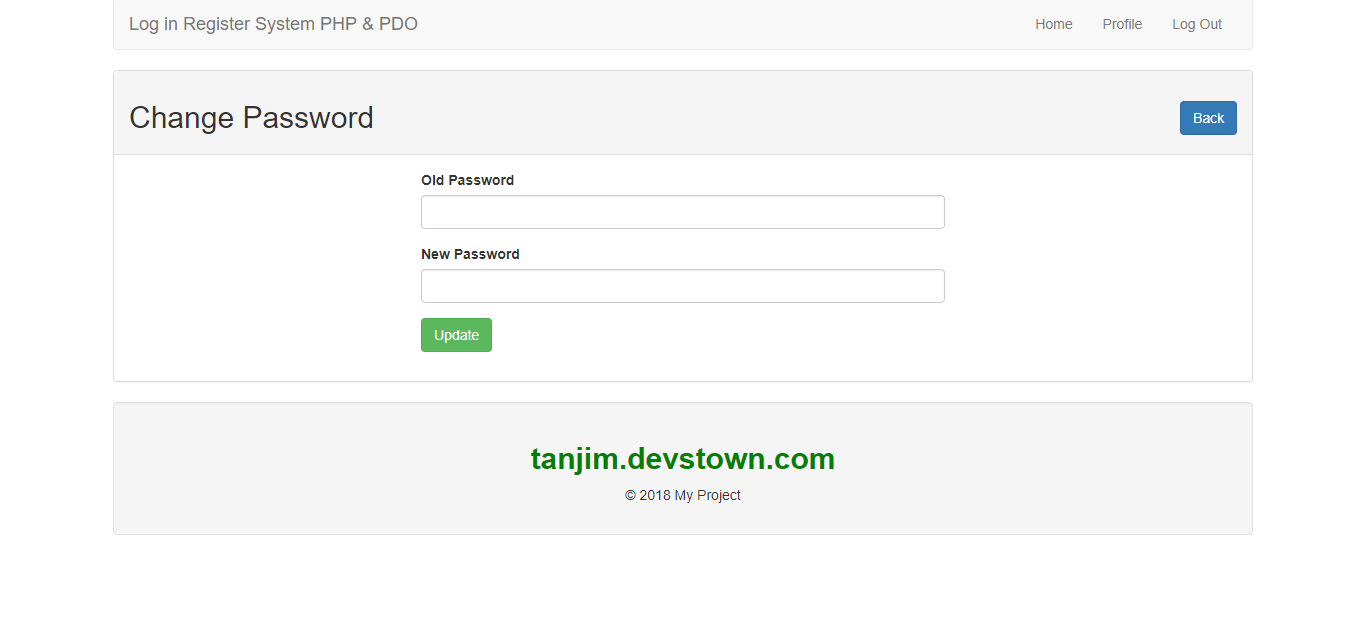 Log in Register System PHP & PDO Home Profile Log Out
Change Password Back
Old Password
New Password
Update
tanjim.devstown.com
© 2018 My Project